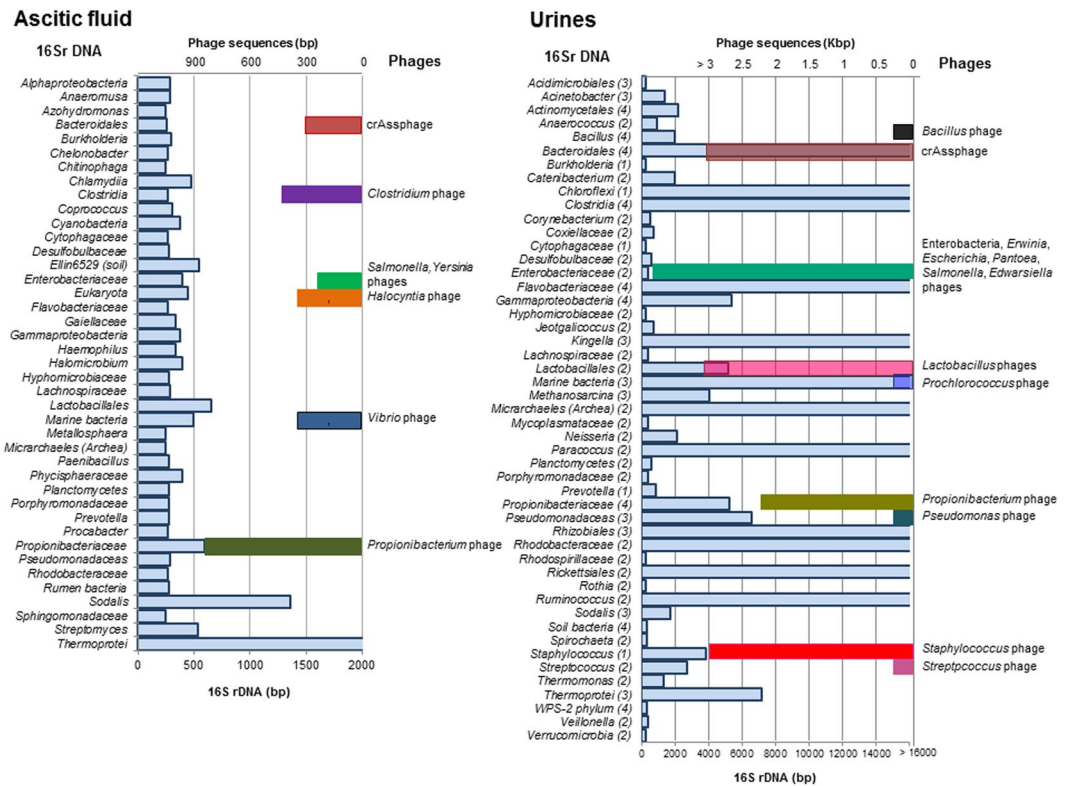 Ascitic fluid
16Sr DNA
Phage sequences (bp)
900 600 300 0
Phages
Alphaproteobacteria
Anaeromusa
Azohydromonas
Bacteroidales
Burkholderia
Chelonobacter
Chitinophaga
Chlamydiia
Clostridia
Coprococcus
Cyanobacteria
Cytophagaceae
Desulfobulbaceae
Ellin6529 (soil)
Enterobacteriaceae
Eukaryota
Flavobacteriaceae
Gaiellaceae
Gammaproteobacteria
Haemophilus
Halomicrobium
Hyphomicrobiaceae
Lachnospiraceae
Lactobacillales
Marine bacteria
Metallosphaera
Micrarchaeles (Archea)
Paenibacillus
Phycisphaeraceae
Planctomycetes
Porphyromonadaceae
Prevotella
Procabacter
Propionibacteriaceae
Pseudomonadaceas
Rhodobacteraceae
Rumen bacteria
Sodalis
Sphingomonadaceae
Streptomyces
Thermoprotei
crAssphage
Clostridium phage
Salmonella, Yersinia
phages
Halocyntia phage
Vibrio phage
Propionibacterium phage
0 500 1000 1500 2000
16S rDNA (bp)
Urines
16Sr DNA
Phage sequences (Kbp)
> 3 2.5 2 1.5 1 0.5 0
Phages
Acidimicrobiales (3)
Acinetobacter (3)
Actinomycetales (4)
Anaerococcus (2)
Bacillus (4)
Bacteroidales (4)
Burkholderia (1)
Catenibacterium (2)
Chloroflexi (1)
Clostridia (4)
Corynebacterium (2)
Coxiellaceae (2)
Cytophagaceae (1)
Desulfobulbaceae (2)
Enterobacteriaceae (2)
Flavobacteriaceae (4)
Gammaproteobacteria (4)
Hyphomicrobiaceae (2)
Jeotgalicoccus (2)
Kingella (3)
Lachnospiraceae (2)
Lactobacillales (2)
Marine bacteria (3)
Methanosarcina (3)
Micrarchaeles (Archea) (2)
Mycoplasmataceae (2)
Neisseria (2)
Paracoccus (2)
Planctomycetes (2)
Porphyromonadaceae (2)
Prevotella (1)
Propionibacteriaceae (4)
Pseudomonadaceas (3)
Rhizobiales (3)
Rhodobacteraceae (2)
Rhodospirillaceae (2)
Rickettsiales (2)
Rothia (2)
Ruminococcus (2)
Sodalis (3)
Soil bacteria (4)
Spirochaeta (2)
Staphylococcus (1)
Streptococcus (2)
Thermomonas (2)
Thermoprotei (3)
WPS-2 phylum (4)
Veillonella (2)
Verrucomicrobia (2)
Bacillus phage
crAssphage
Enterobacteria, Erwinia,
Escherichia, Pantoea,
Salmonella, Edwarsiella
phages
Lactobacillus phages
Prochlorococcus phage
Propionibacterium phage
Pseudomonas phage
Staphylococcus phage
Streptpcoccus phage
0 2000 4000 6000 8000 10000 12000 14000 > 16000
16S rDNA (bp)